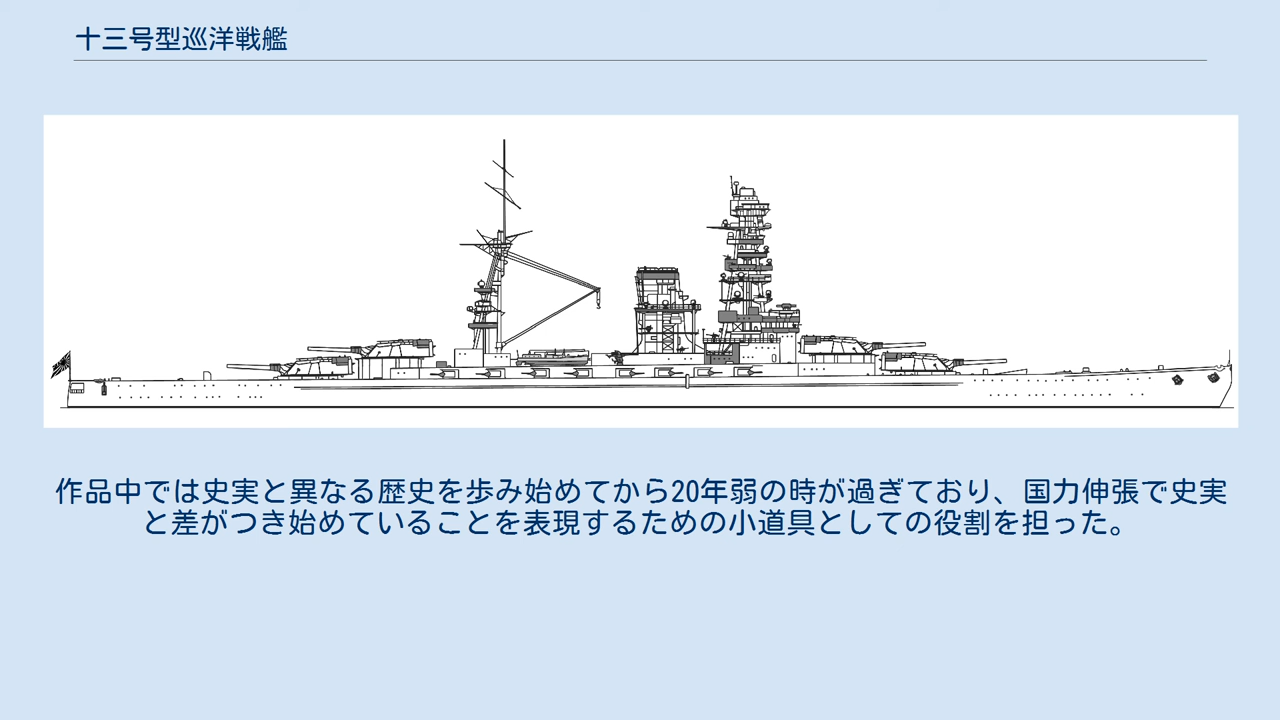 十三号型巡洋戦艦
作品中では史実と異なる歴史を歩み始めてから20年弱の時が過ぎており、国力伸張で史実
と差がつき始めていることを表現するための小道具としての役割を担った。